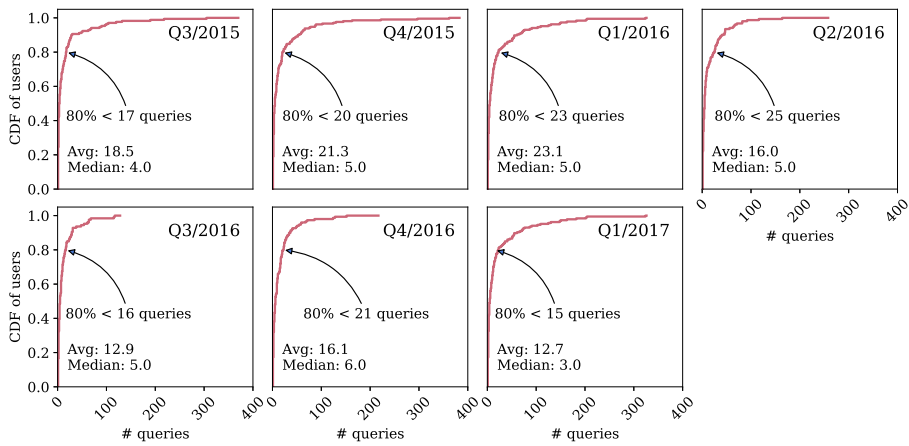 CDF of users
1.0
0.8
0.6
0.4
0.2
0.0
Q3/2015
80% < 17 queries
Avg: 18.5
Median: 4.0
Q4/2015
80% < 20 queries
Avg: 21.3
Median: 5.0
Q1/2016
80% < 23 queries
Avg: 23.1
Median: 5.0
Q2/2016
80% < 25 queries
Avg: 16.0
Median: 5.0
0
100
200
300
400
# queries
CDF of users
1.0
0.8
0.6
0.4
0.2
0.0
Q3/2016
80% < 16 queries
Avg: 12.9
Median: 5.0
0
100
200
300
400
# queries
Q4/2016
80% < 21 queries
Avg: 16.1
Median: 6.0
0
100
200
300
400
# queries
Q1/2017
80% < 15 queries
Avg: 12.7
Median: 3.0
0
100
200
300
400
# queries